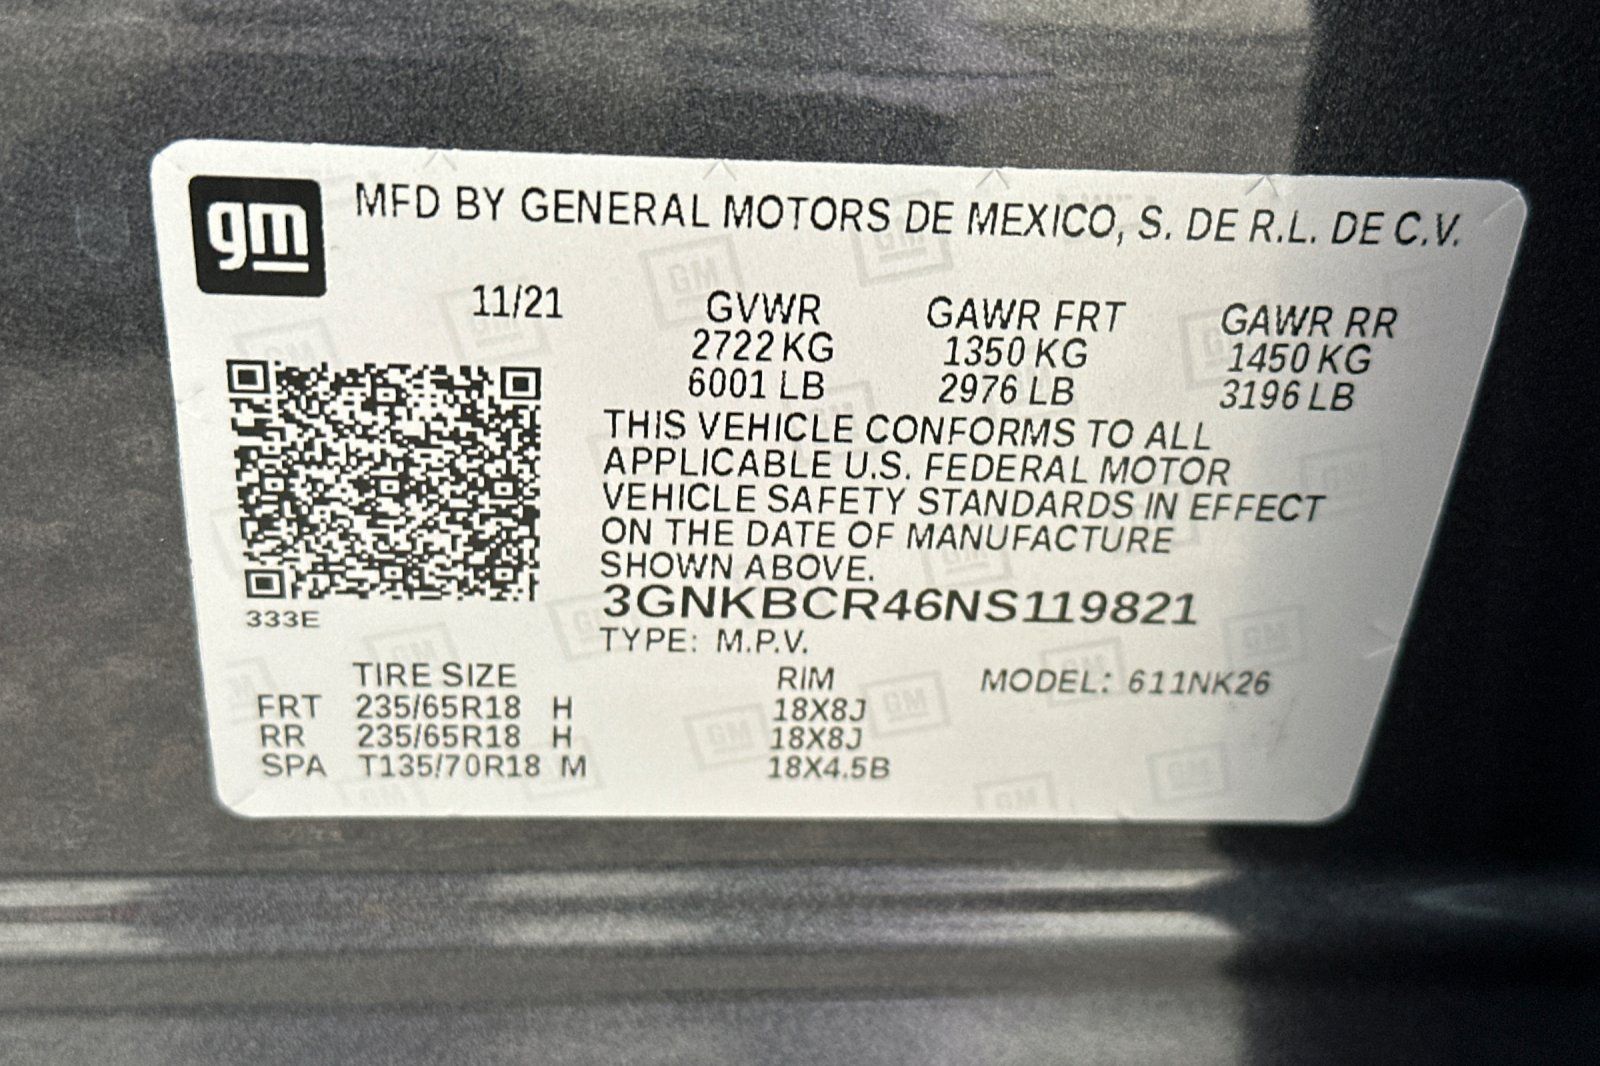 gm
MFD BY GENERAL MOTORS DE MEXICO, S. DE R.L. DE C.V.
11/21 GVWR GAWR FRT GAWR RR
2722 KG 1350 KG 1450 KG
6001 LB 2976 LB 3196 LB
THIS VEHICLE CONFORMS TO ALL
APPLICABLE U.S. FEDERAL MOTOR
VEHICLE SAFETY STANDARDS IN EFFECT
ON THE DATE OF MANUFACTURE
SHOWN ABOVE.
3GNKBCR46NS119821
333E
TYPE: M.P.V.
TIRE SIZE RIM MODEL: 611NK26
FRT 235/65R18 H 18X8J
RR 235/65R18 H 18X8J
SPA T135/70R18 M 18X4.5B